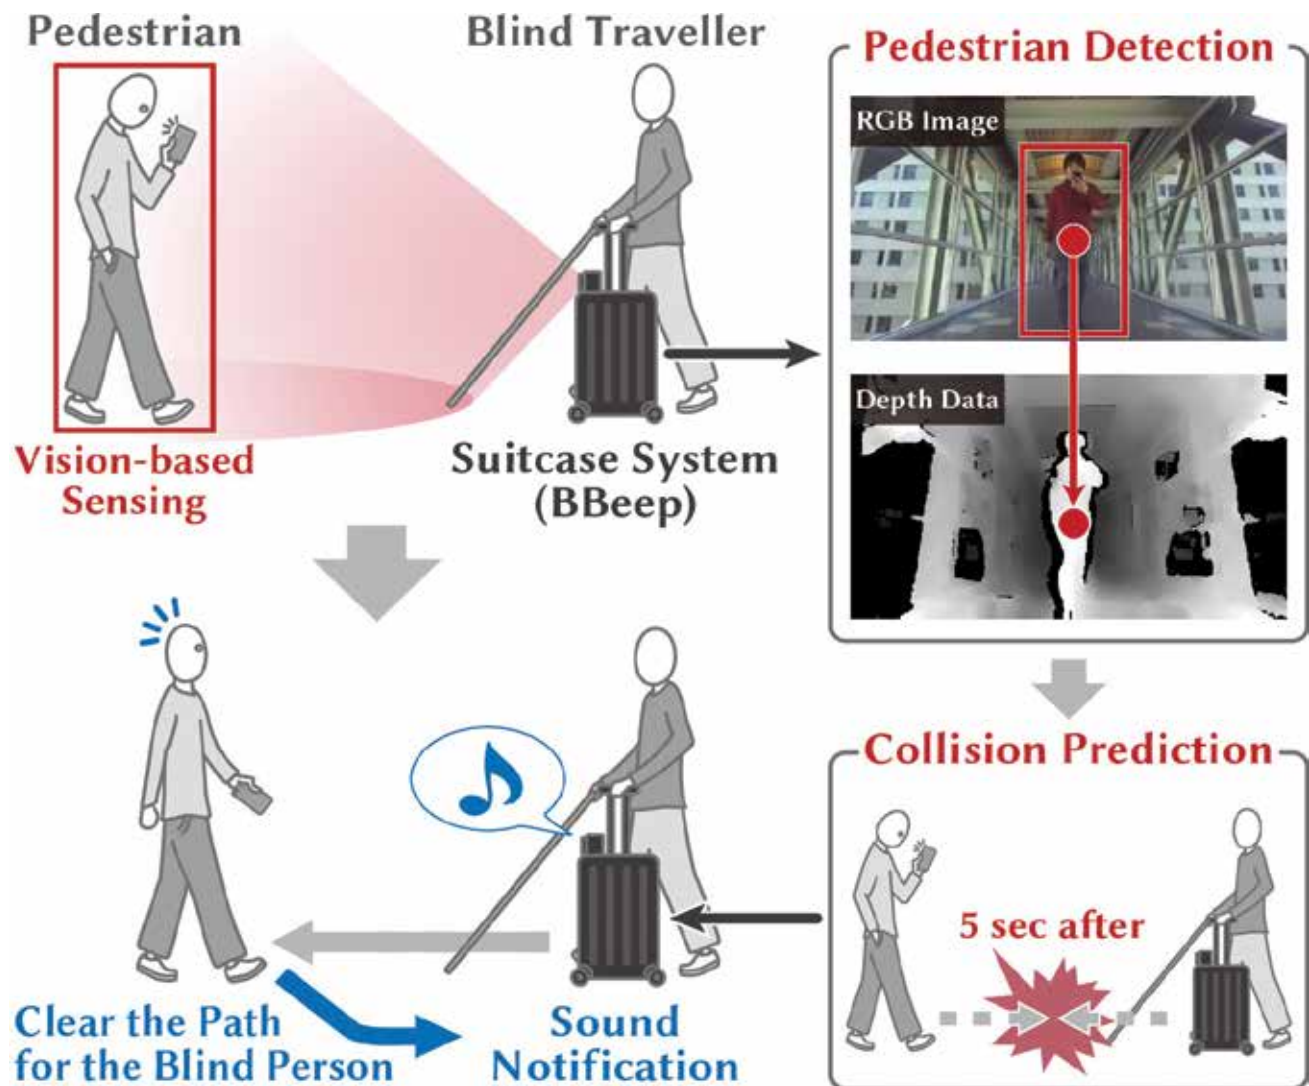 Pedestrian
Blind Traveller
Pedestrian Detection
RGB Image
Depth Data
Vision-based
Sensing
Suitcase System
(BBeep)
Collision Prediction
5 sec after
Clear the Path
for the Blind Person
Sound
Notification